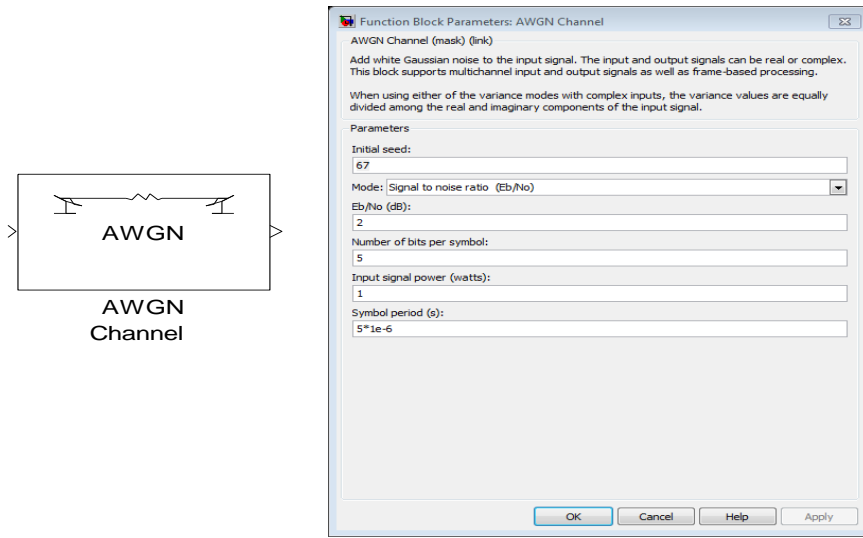 AWGN
AWGN
Channel
Function Block Parameters: AWGN Channel
AWGN Channel (mask) (link)
Add white Gaussian noise to the input signal. The input and output signals can be real or complex.
This block supports multichannel input and output signals as well as frame-based processing.
When using either of the variance modes with complex inputs, the variance values are equally
divided among the real and imaginary components of the input signal.
Parameters
Initial seed:
67
Mode: Signal to noise ratio (Eb/No)
Eb/No (dB):
2
Number of bits per symbol:
5
Input signal power (watts):
1
Symbol period (s):
5*1e-6
OK Cancel Help Apply